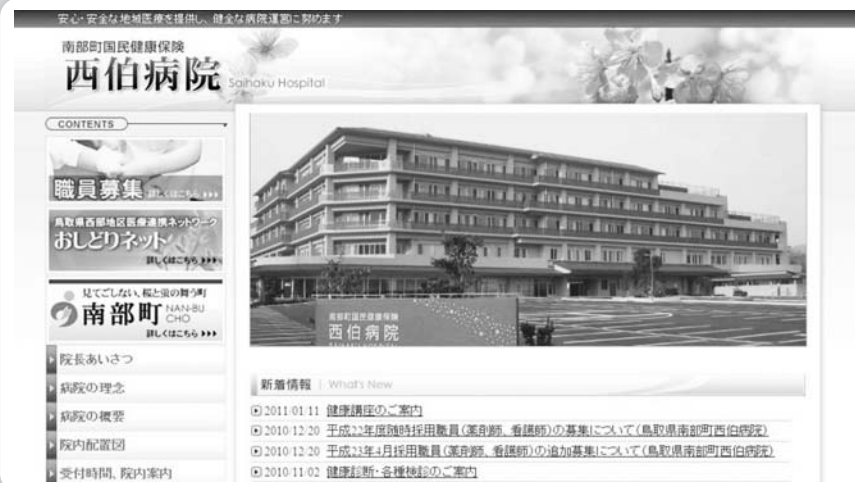 安心・安全な地域医療を提供し、健全な病院運営に努めます
南部町国民健康保険
西伯病院 Saihaku Hospital
CONTENTS
職員募集 詳しくはこちら
鳥取県西部地区医療連携ネットワーク
おしどりネット
詳しくはこちら
見てごしない、桜と蛍の舞う町
南部町 NAN-BU CHO
詳しくはこちら
院長あいさつ
病院の理念
病院の概要
院内配置図
受付時間、院内案内
南部町国民健康保険
西伯病院
新着情報 | What's New
2011/01/11 健康講座のご案内
2010/12/20 平成22年度随時採用職員(薬剤師、看護師)の募集について(鳥取県南部町西伯病院)
2010/12/20 平成23年4月採用職員(薬剤師、看護師)の追加募集について(鳥取県南部町西伯病院)
2010/11/02 健康診断・各種検診のご案内